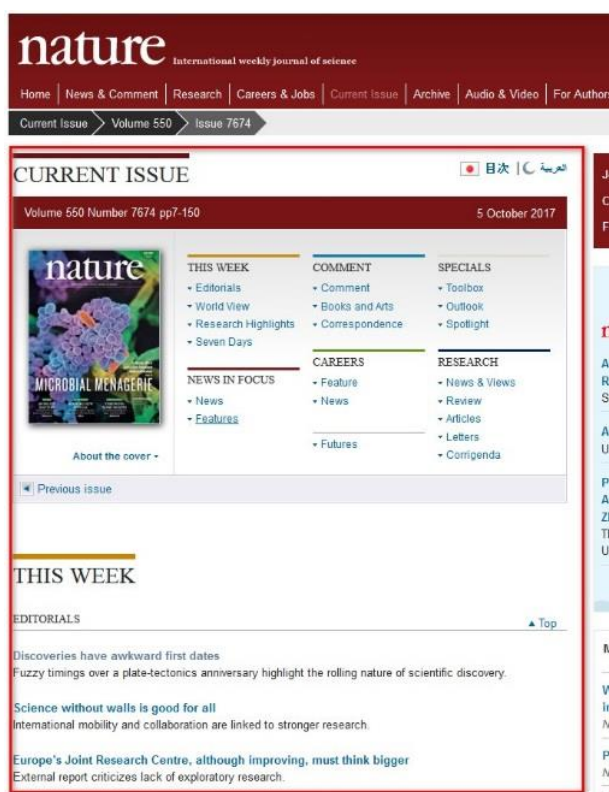 nature International weekly journal of science
Home News & Comment Research Careers & Jobs Current Issue Archive Audio & Video For Authors
Current Issue Volume 550 Issue 7674
CURRENT ISSUE
目次 | العربية
Volume 550 Number 7674 pp7-150 5 October 2017
nature
MICROBIAL MENAGERIE
About the cover
THIS WEEK
Editorials
World View
Research Highlights
Seven Days
NEWS IN FOCUS
News
Features
COMMENT
Comment
Books and Arts
Correspondence
CAREERS
Feature
News
Futures
SPECIALS
Toolbox
Outlook
Spotlight
RESEARCH
News & Views
Review
Articles
Letters
Corrigenda
Previous issue
THIS WEEK
EDITORIALS Top
Discoveries have awkward first dates
Fuzzy timings over a plate-tectonics anniversary highlight the rolling nature of scientific discovery.
Science without walls is good for all
International mobility and collaboration are linked to stronger research.
Europe's Joint Research Centre, although improving, must think bigger
External report criticizes lack of exploratory research.